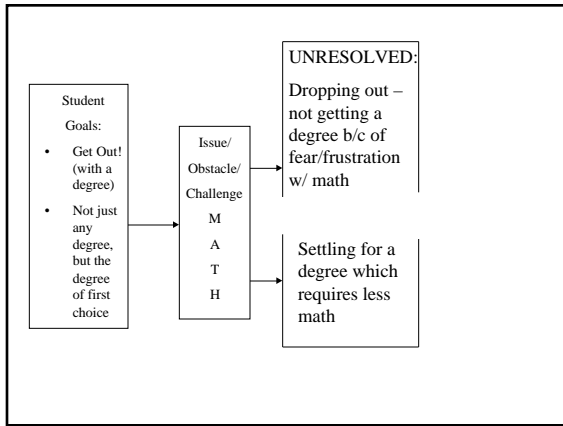 Student
Goals:
• Get Out!
(with a
degree)
• Not just
any
degree,
but the
degree
of first
choice
Issue/
Obstacle/
Challenge
M
A
T
H
UNRESOLVED:
Dropping out –
not getting a
degree b/c of
fear/frustration
w/ math
Settling for a
degree which
requires less
math